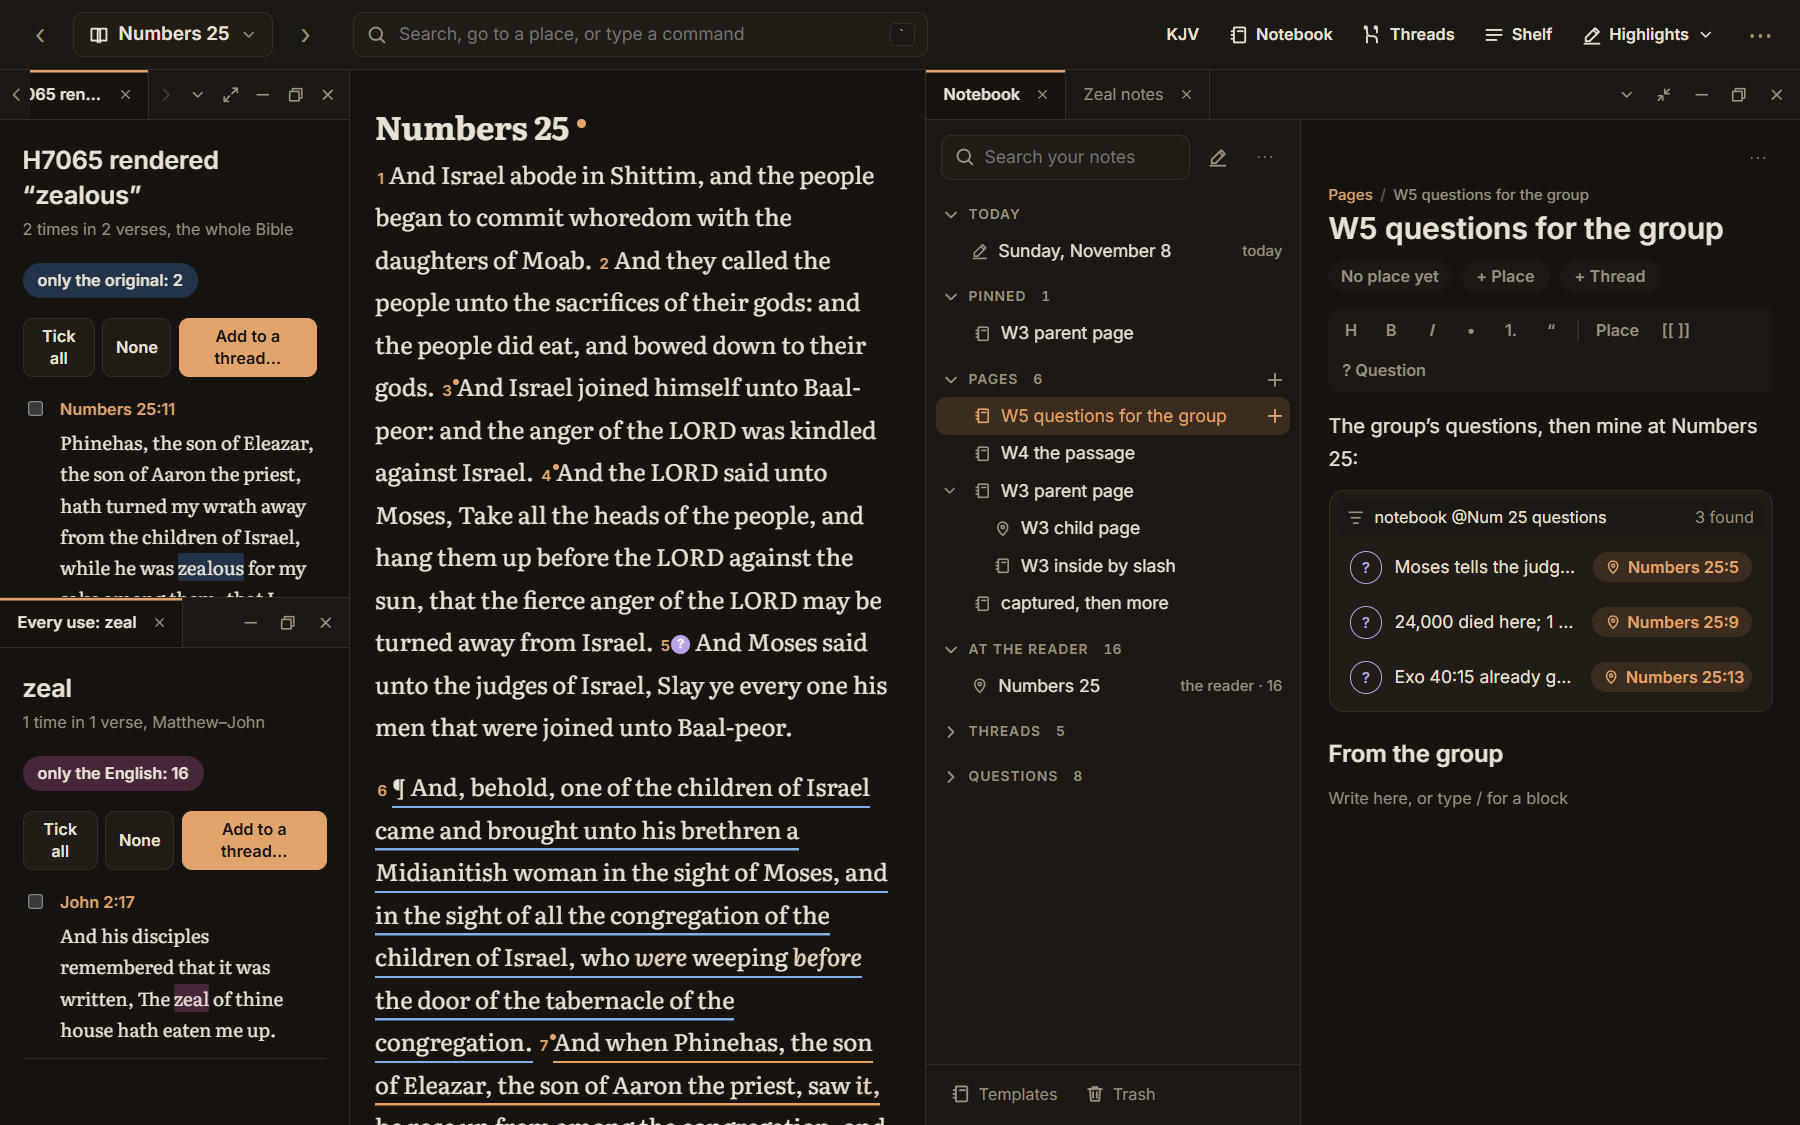 Numbers 25
Search, go to a place, or type a command
`
KJV
Notebook
Threads
Shelf
Highlights
065 ren...
H7065 rendered
“zealous”
2 times in 2 verses, the whole Bible
only the original: 2
Tick
all
None
Add to a
thread...
Numbers 25:11
Phinehas, the son of Eleazar,
the son of Aaron the priest,
hath turned my wrath away
from the children of Israel,
while he was zealous for my
Every use: zeal
zeal
1 time in 1 verse, Matthew–John
only the English: 16
Tick
all
None
Add to a
thread...
John 2:17
And his disciples
remembered that it was
written, The zeal of thine
house hath eaten me up.
Numbers 25
1 And Israel abode in Shittim, and the people
began to commit whoredom with the
daughters of Moab. 2 And they called the
people unto the sacrifices of their gods: and
the people did eat, and bowed down to their
gods. 3 And Israel joined himself unto Baal-
peor: and the anger of the LORD was kindled
against Israel. 4 And the LORD said unto
Moses, Take all the heads of the people, and
hang them up before the LORD against the
sun, that the fierce anger of the LORD may be
turned away from Israel. 5 ? And Moses said
unto the judges of Israel, Slay ye every one his
men that were joined unto Baal-peor.
6 ¶ And, behold, one of the children of Israel
came and brought unto his brethren a
Midianitish woman in the sight of Moses, and
in the sight of all the congregation of the
children of Israel, who were weeping before
the door of the tabernacle of the
congregation. 7 And when Phinehas, the son
of Eleazar, the son of Aaron the priest, saw it,
he rose up from among the congregation, and
Notebook
Zeal notes
Search your notes
TODAY
Sunday, November 8 today
PINNED 1
W3 parent page
PAGES 6
W5 questions for the group
W4 the passage
W3 parent page
W3 child page
W3 inside by slash
captured, then more
AT THE READER 16
Numbers 25 the reader · 16
THREADS 5
QUESTIONS 8
Templates
Trash
Pages / W5 questions for the group
W5 questions for the group
No place yet
+ Place
+ Thread
H B I • 1. “ Place [[ ]]
? Question
The group’s questions, then mine at Numbers
25:
notebook @Num 25 questions 3 found
? Moses tells the judg... Numbers 25:5
? 24,000 died here; 1 ... Numbers 25:9
? Exo 40:15 already g... Numbers 25:13
From the group
Write here, or type / for a block